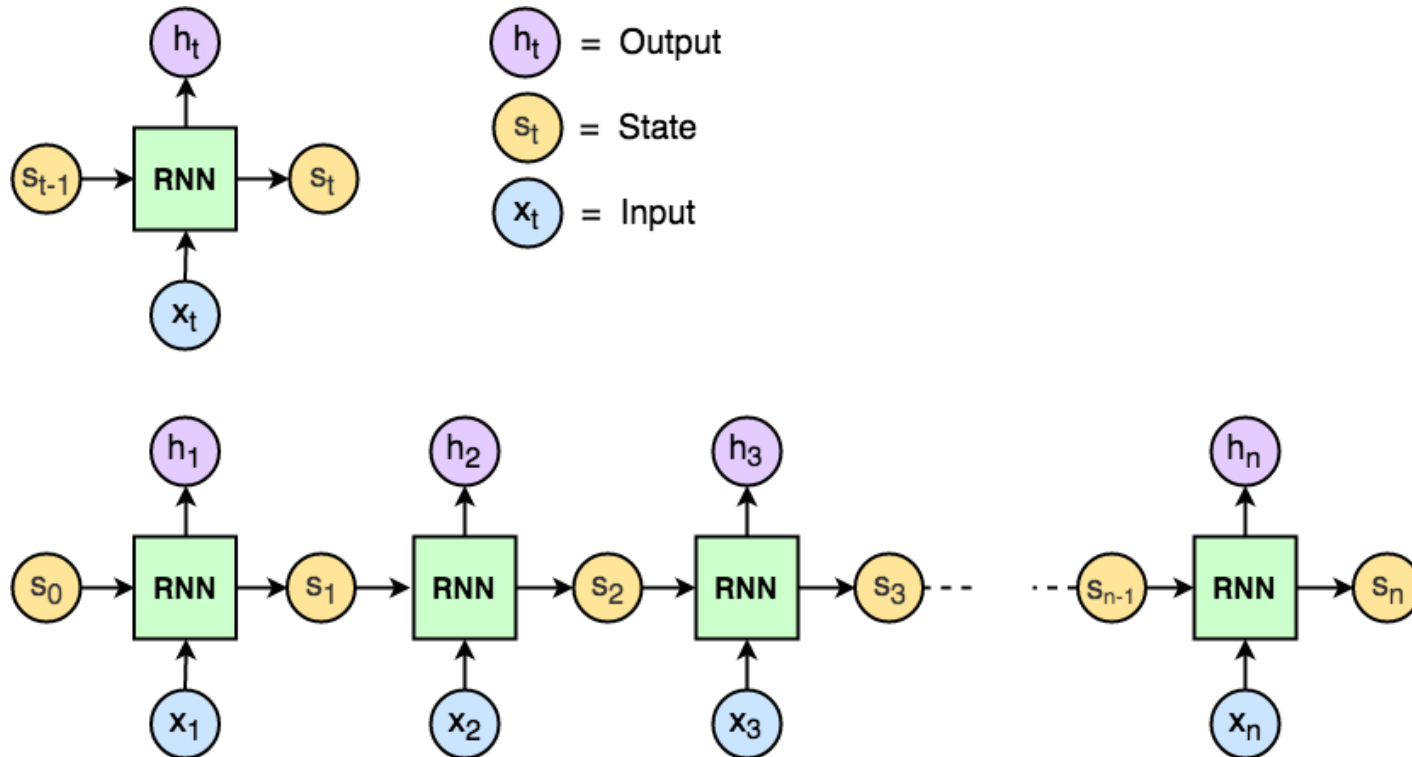 hₜ
hₜ = Output
sₜ = State
sₜ₋₁ RNN sₜ
xₜ = Input
xₜ
h₁ h₂ h₃ hₙ
s₀ RNN s₁ RNN s₂ RNN s₃ sₙ₋₁ RNN sₙ
x₁ x₂ x₃ xₙ